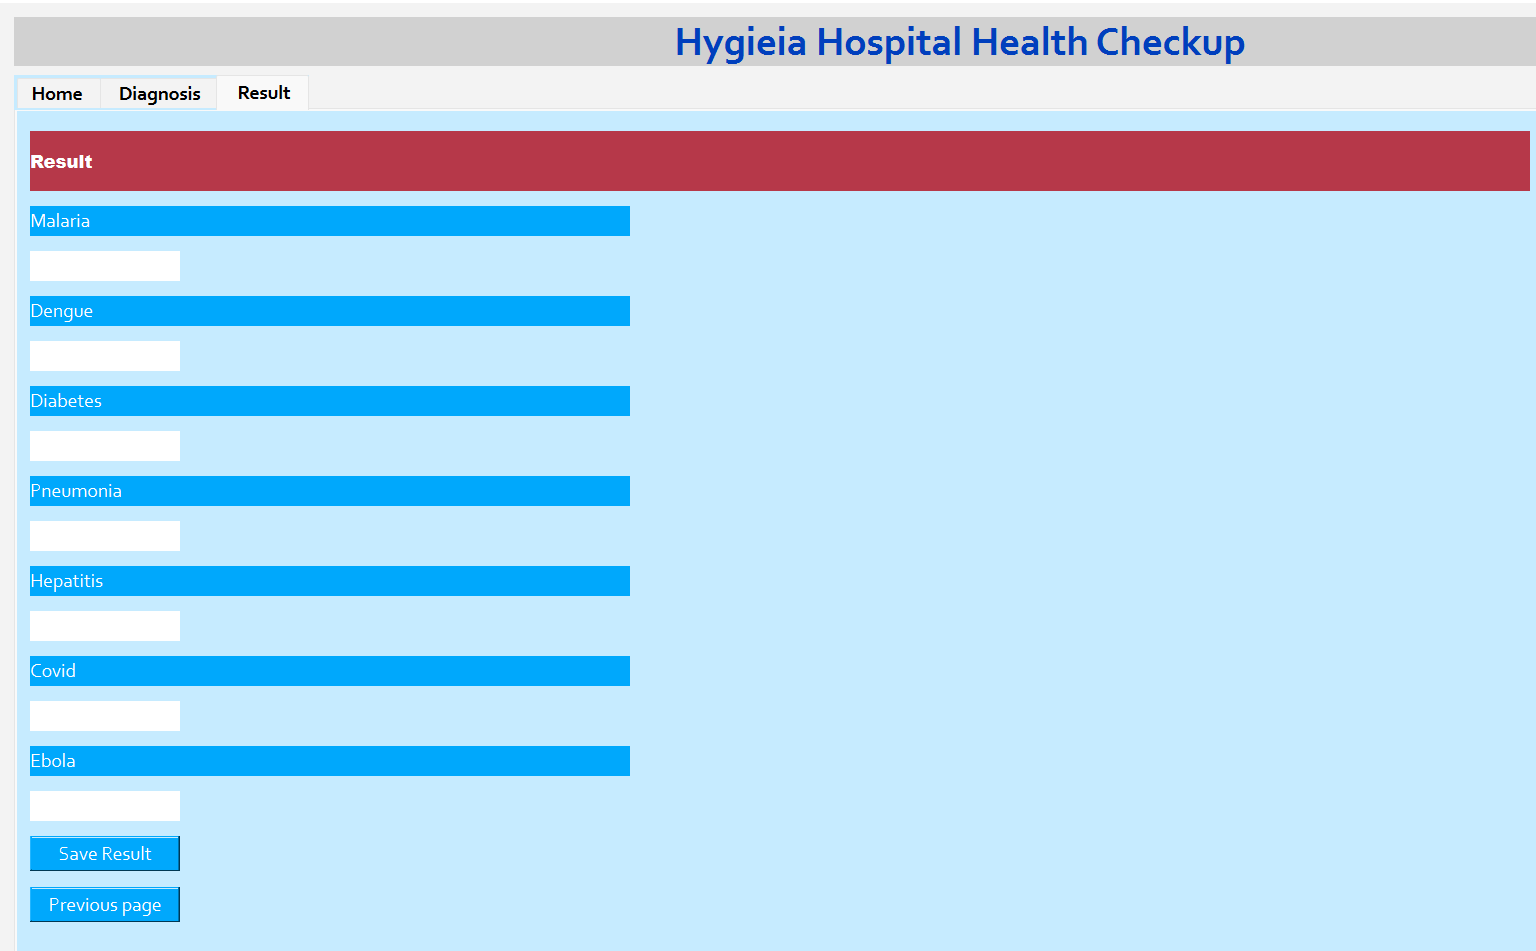 Hygieia Hospital Health Checkup
Home Diagnosis Result
Result
Malaria
Dengue
Diabetes
Pneumonia
Hepatitis
Covid
Ebola
Save Result
Previous page